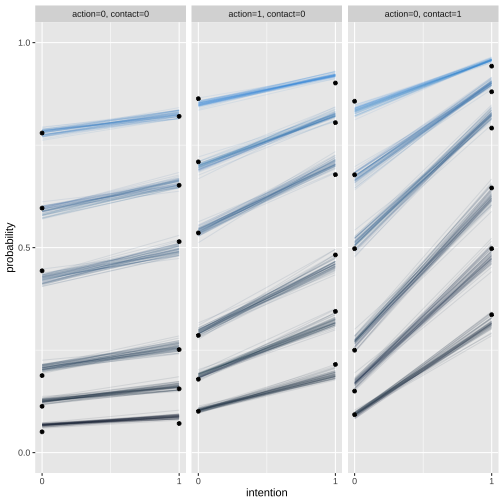 action=0, contact=0
action=1, contact=0
action=0, contact=1
1.0
0.5
0.0
probability
0
1
0
1
0
1
intention